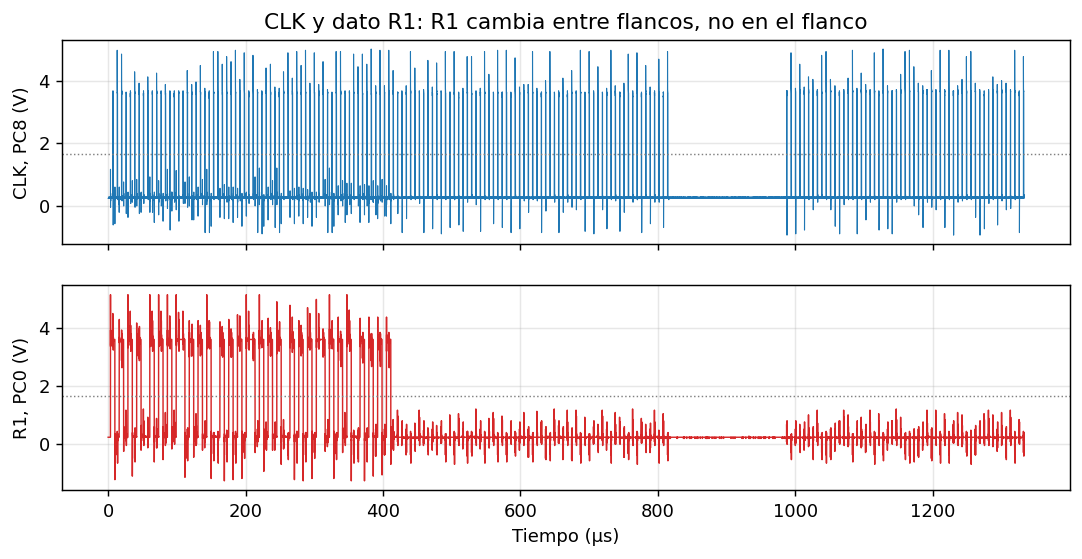 CLK y dato R1: R1 cambia entre flancos, no en el flanco
CLK, PC8 (V)
4
2
0
R1, PC0 (V)
4
2
0
0 200 400 600 800 1000 1200
Tiempo (µs)